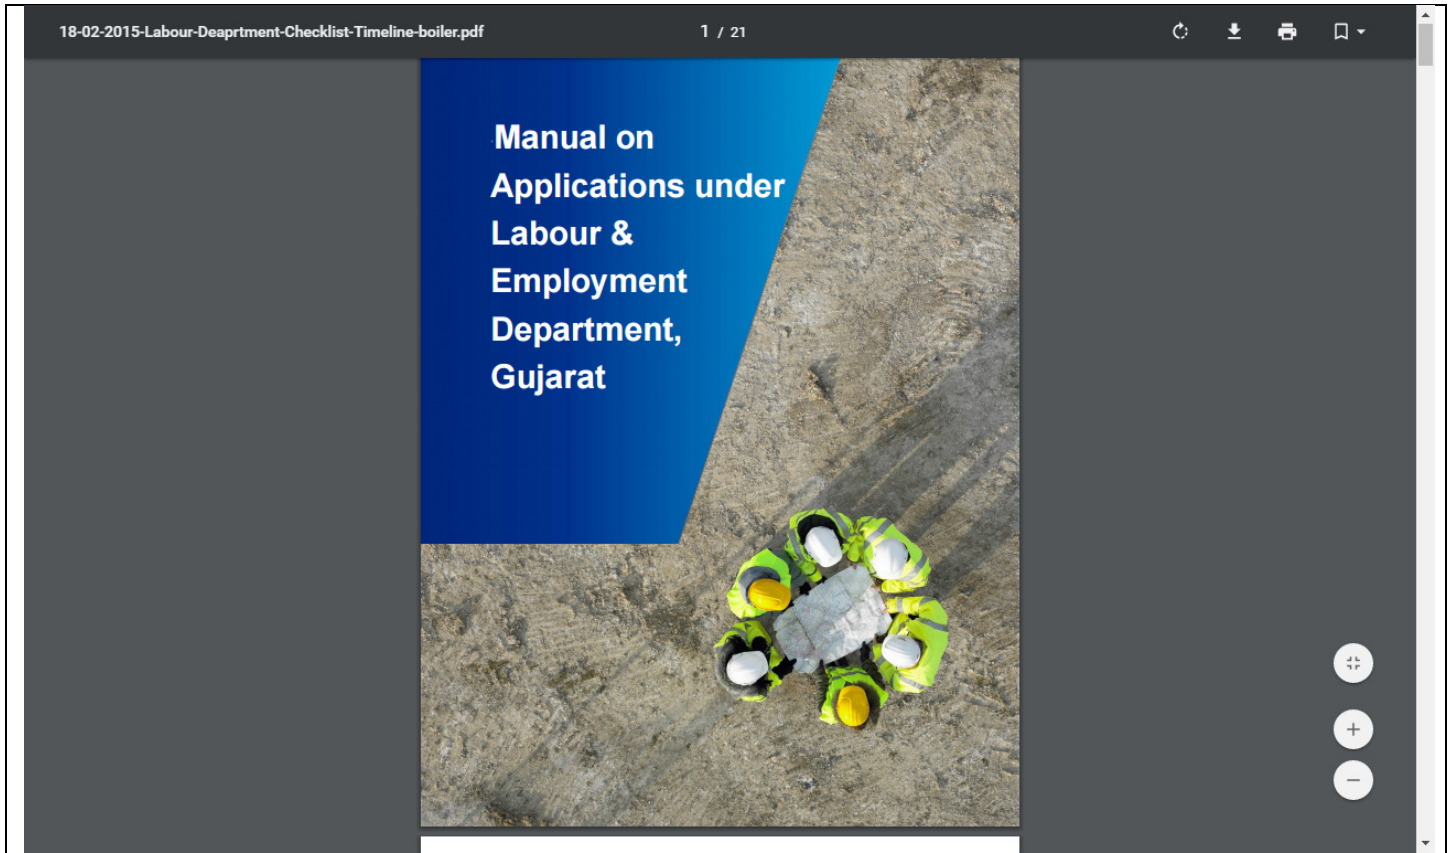 18-02-2015-Labour-Deaprtment-Checklist-Timeline-boiler.pdf
1 / 21
Manual on
Applications under
Labour &
Employment
Department,
Gujarat